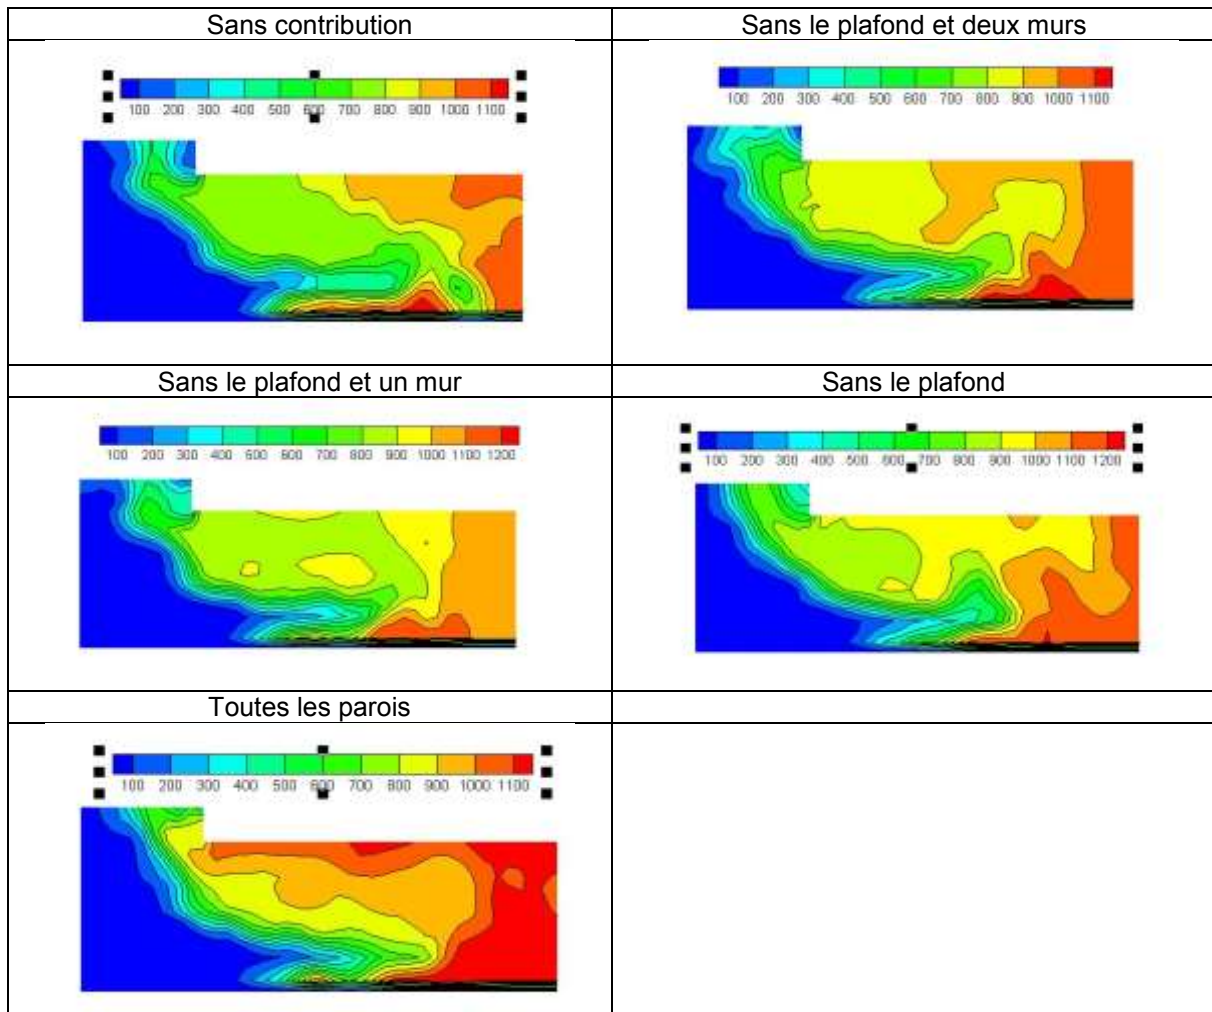 Sans contribution
Sans le plafond et deux murs
100 200 300 400 500 600 700 800 900 1000 1100
100 200 300 400 500 600 700 800 900 1000 1100
Sans le plafond et un mur
Sans le plafond
100 200 300 400 500 600 700 800 900 1000 1100 1200
100 200 300 400 500 600 700 800 900 1000 1100 1200
Toutes les parois
100 200 300 400 500 600 700 800 900 1000 1100